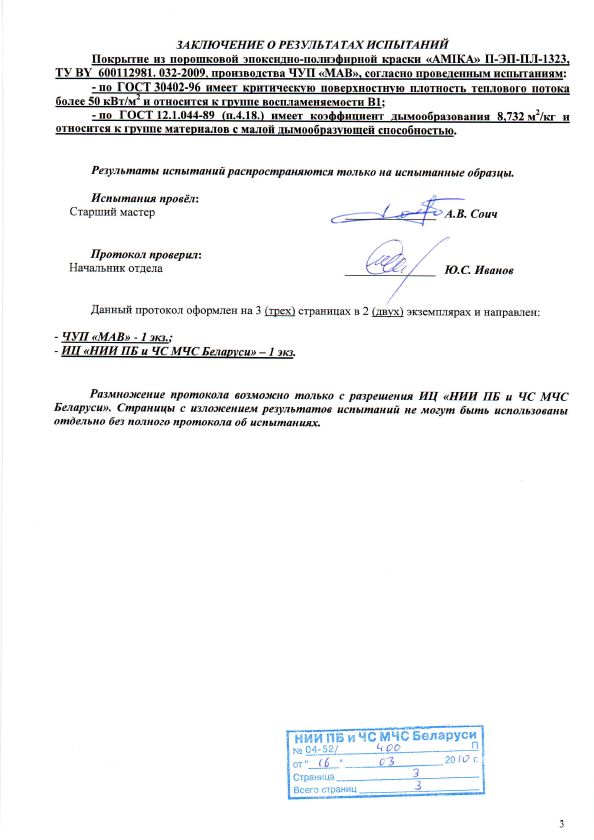 ЗАКЛЮЧЕНИЕ О РЕЗУЛЬТАТАХ ИСПЫТАНИЙ
Покрытие из порошковой эпоксидно-полиэфирной краски «АМІКА» П-ЭП-ПЛ-1323,
ТУ BY 600112981. 032-2009, производства ЧУП «МАВ», согласно проведенным испытаниям:
- по ГОСТ 30402-96 имеет критическую поверхностную плотность теплового потока
более 50 кВт/м2 и относится к группе воспламеняемости В1;
- по ГОСТ 12.1.044-89 (п.4.18.) имеет коэффициент дымообразования 8,732 м2/кг и
относится к группе материалов с малой дымообразующей способностью.
Результаты испытаний распространяются только на испытанные образцы.
Испытания провёл:
Старший мастер А.В. Соич
Протокол проверил:
Начальник отдела Ю.С. Иванов
Данный протокол оформлен на 3 (трех) страницах в 2 (двух) экземплярах и направлен:
- ЧУП «МАВ» - 1 экз.;
- ИЦ «НИИ ПБ и ЧС МЧС Беларуси» – 1 экз.
Размножение протокола возможно только с разрешения ИЦ «НИИ ПБ и ЧС МЧС
Беларуси». Страницы с изложением результатов испытаний не могут быть использованы
отдельно без полного протокола об испытаниях.
НИИ ПБ и ЧС МЧС Беларуси
№ 04-52/ 400 П
от "16" 03 2010 г.
Страница 3
Всего страниц 3
3